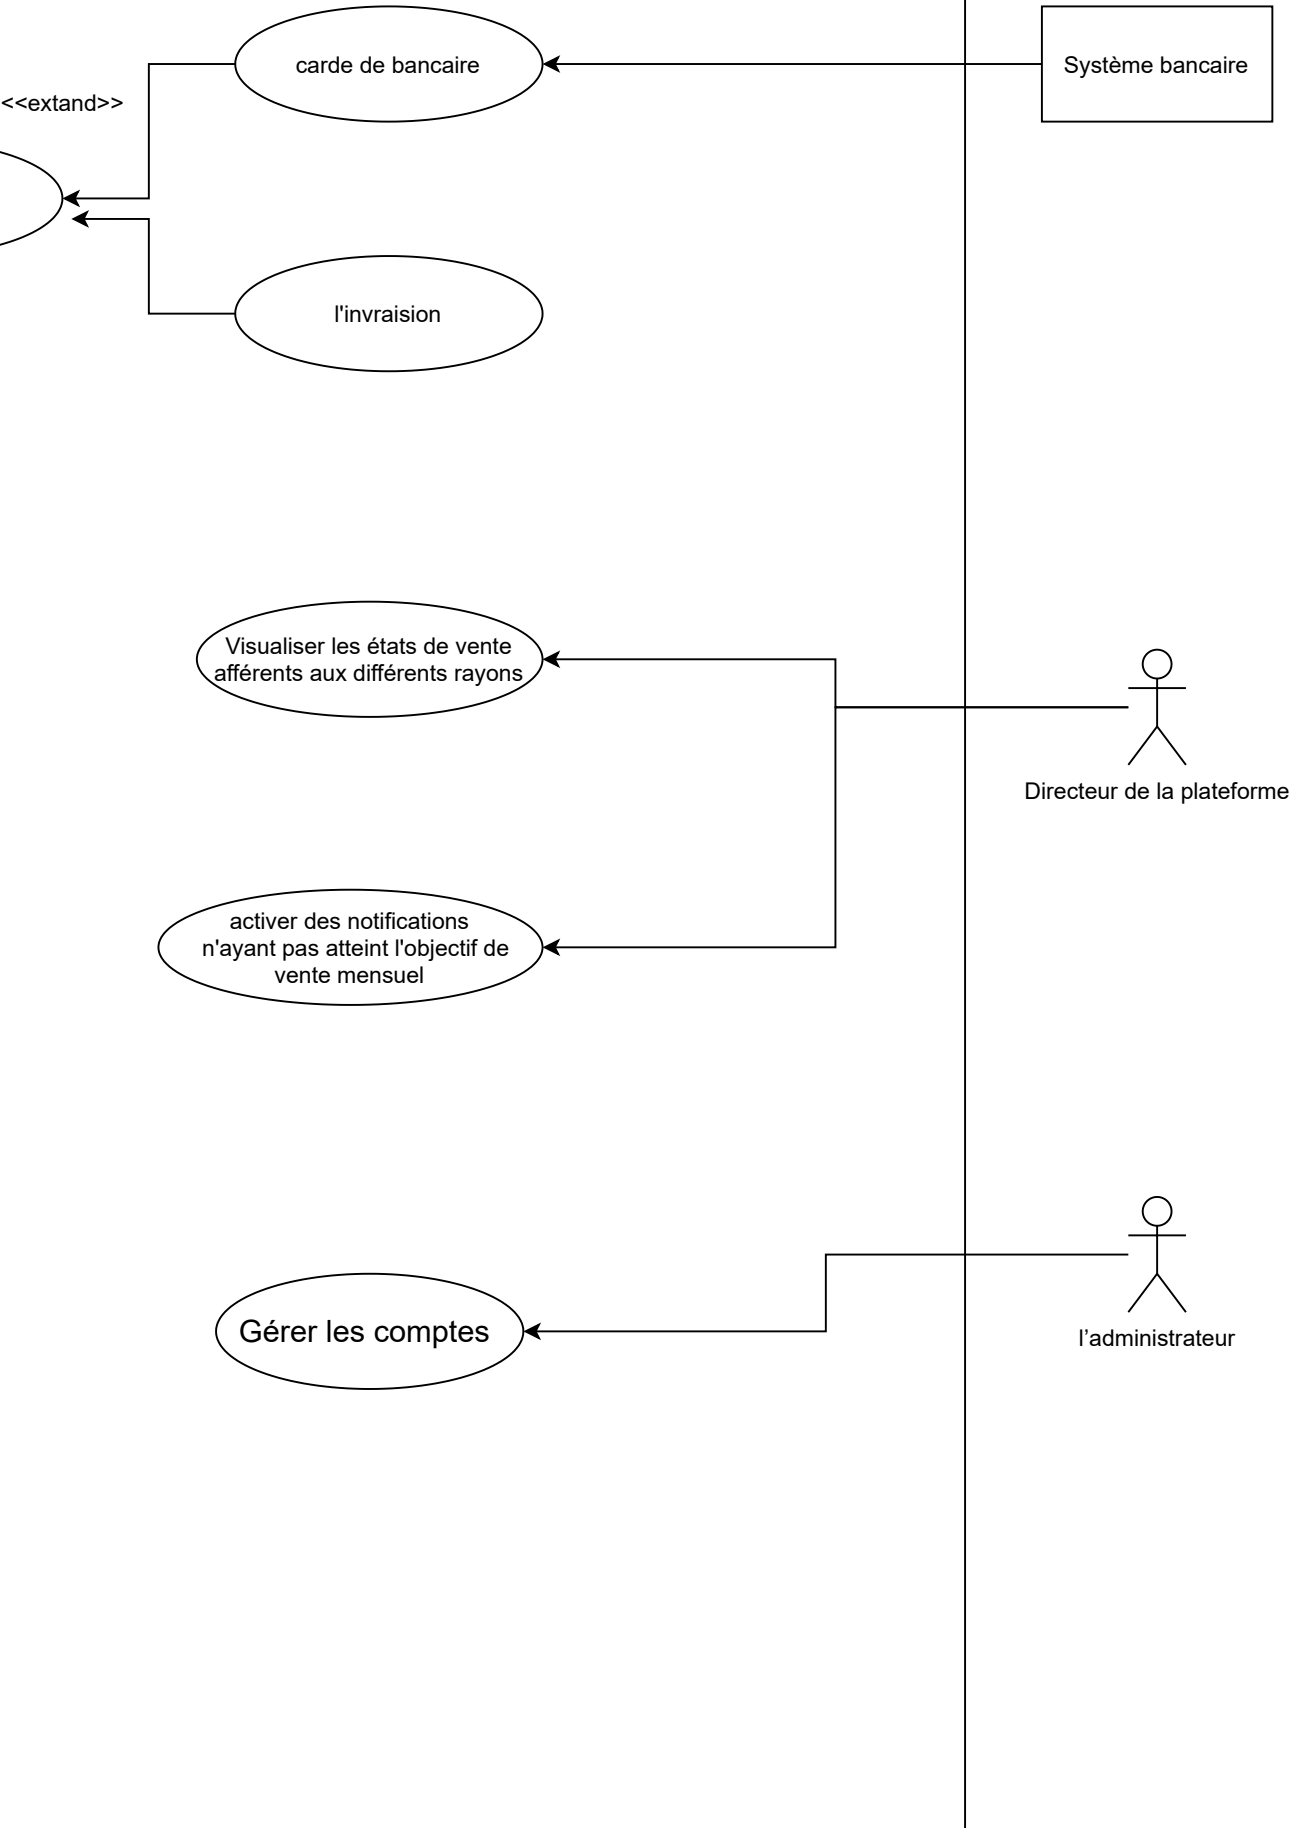 carde de bancaire
Système bancaire
<<extand>>
l'invraision
Visualiser les états de vente
afférents aux différents rayons
Directeur de la plateforme
activer des notifications
n'ayant pas atteint l'objectif de
vente mensuel
Gérer les comptes
l’administrateur